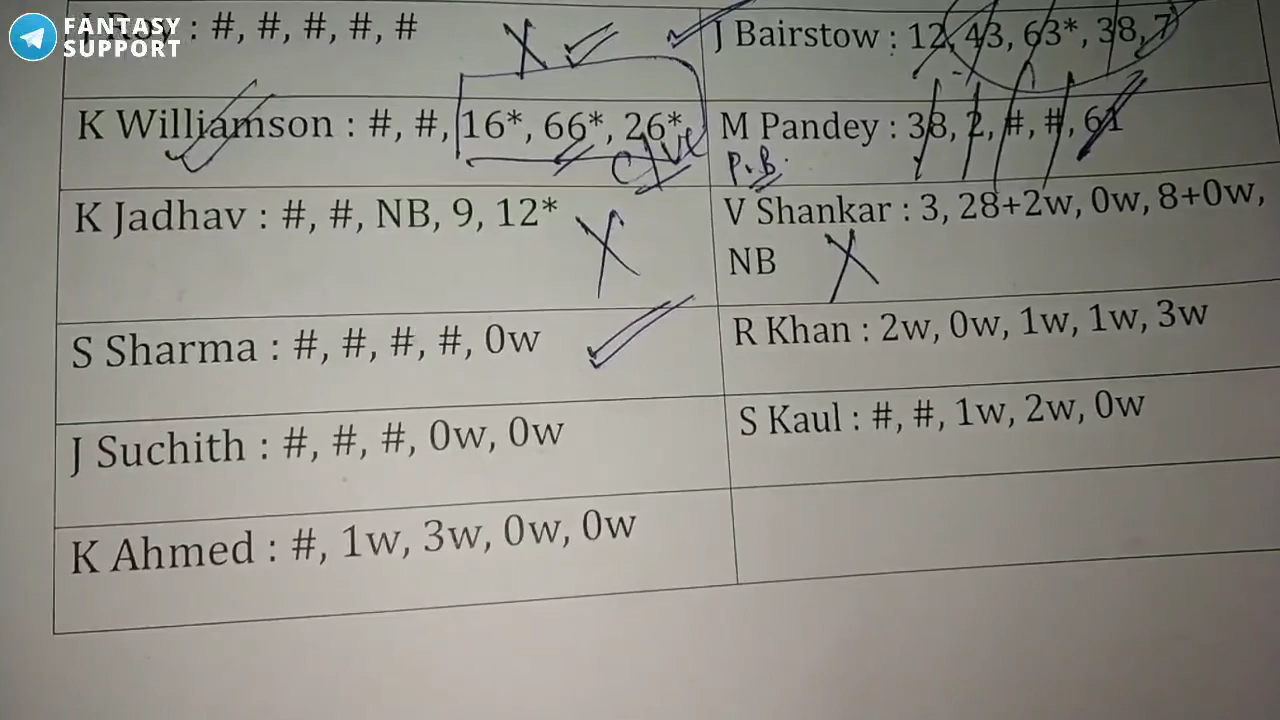 FANTASY
SUPPORT
J Roy : #, #, #, #, #
J Bairstow : 12, 43, 63*, 38, 7
K Williamson : #, #, 16*, 66*, 26*
M Pandey : 38, 2, #, #, 61
C/VC
P.B.
K Jadhav : #, #, NB, 9, 12*
V Shankar : 3, 28+2w, 0w, 8+0w,
NB
S Sharma : #, #, #, #, 0w
R Khan : 2w, 0w, 1w, 1w, 3w
J Suchith : #, #, #, 0w, 0w
S Kaul : #, #, 1w, 2w, 0w
K Ahmed : #, 1w, 3w, 0w, 0w